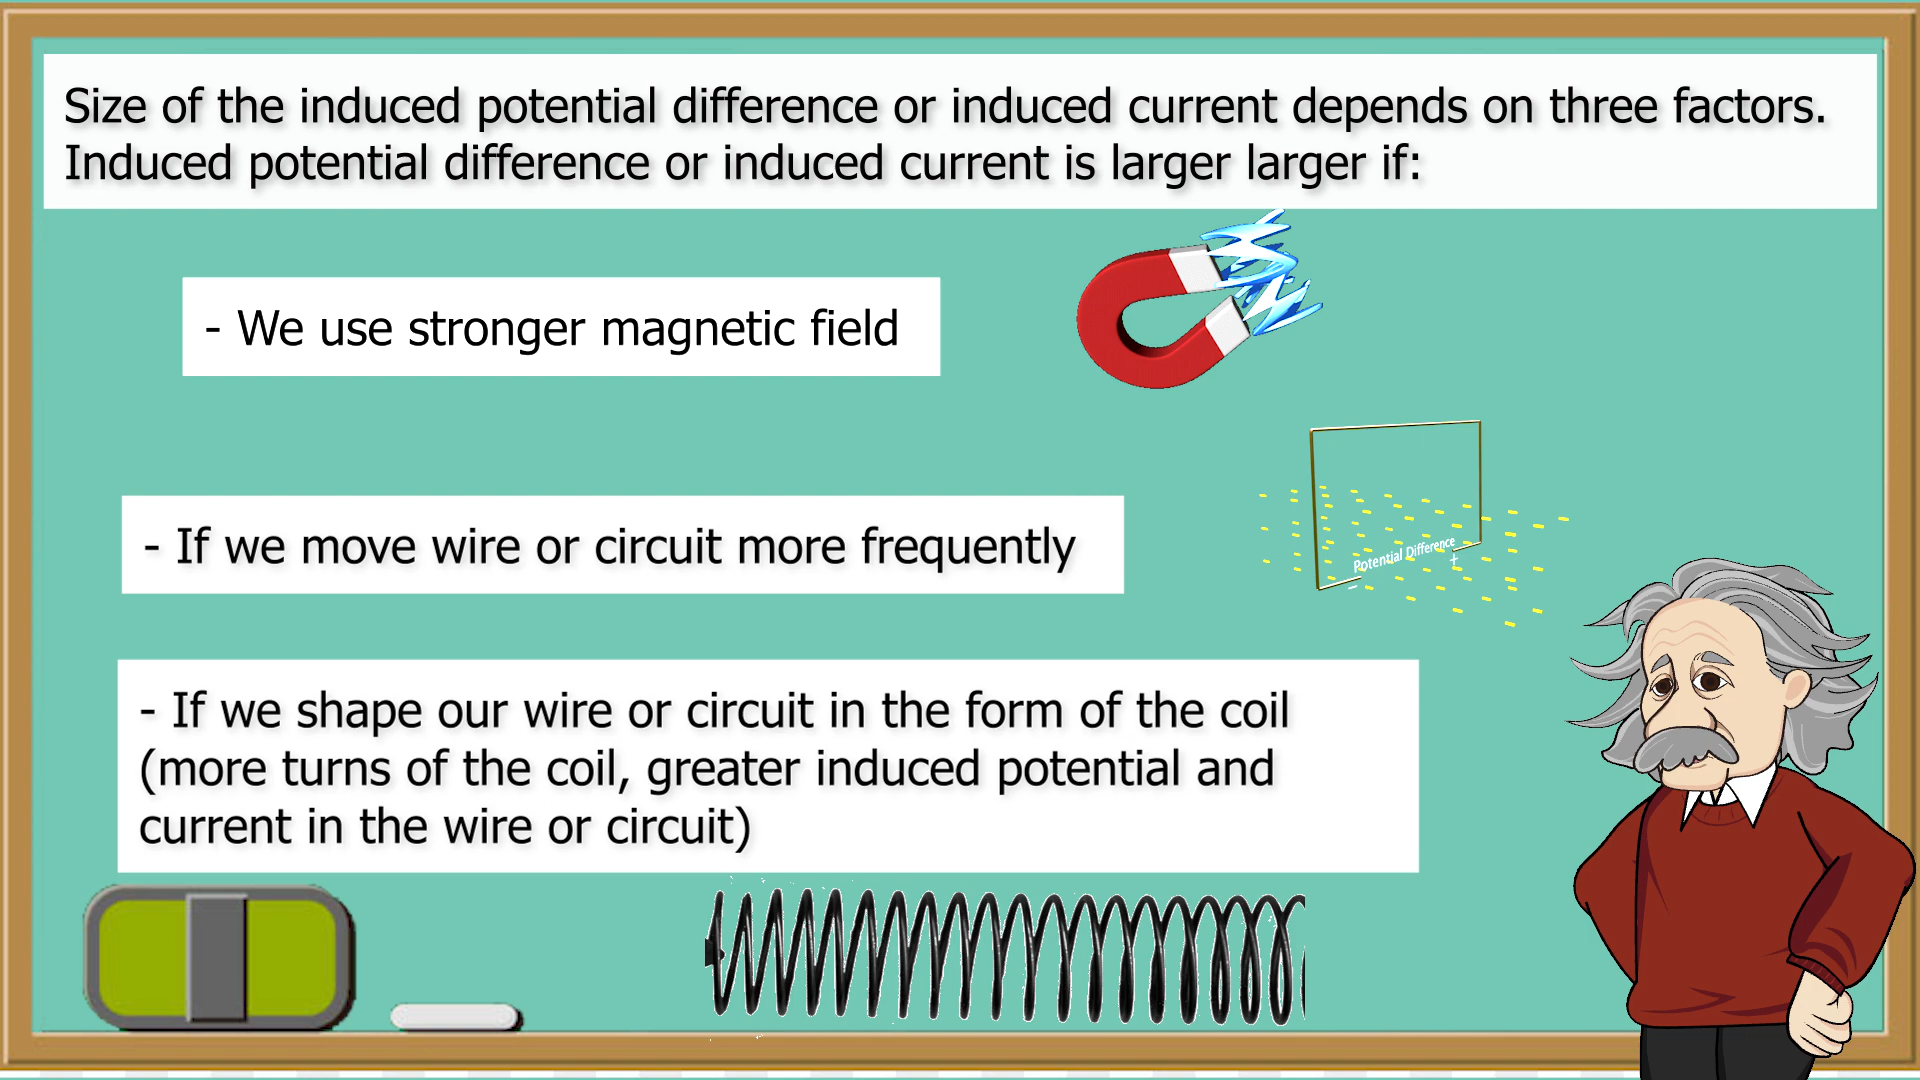 Size of the induced potential difference or induced current depends on three factors.
Induced potential difference or induced current is larger larger if:
- We use stronger magnetic field
- If we move wire or circuit more frequently
Potential Difference
- +
- If we shape our wire or circuit in the form of the coil
(more turns of the coil, greater induced potential and
current in the wire or circuit)